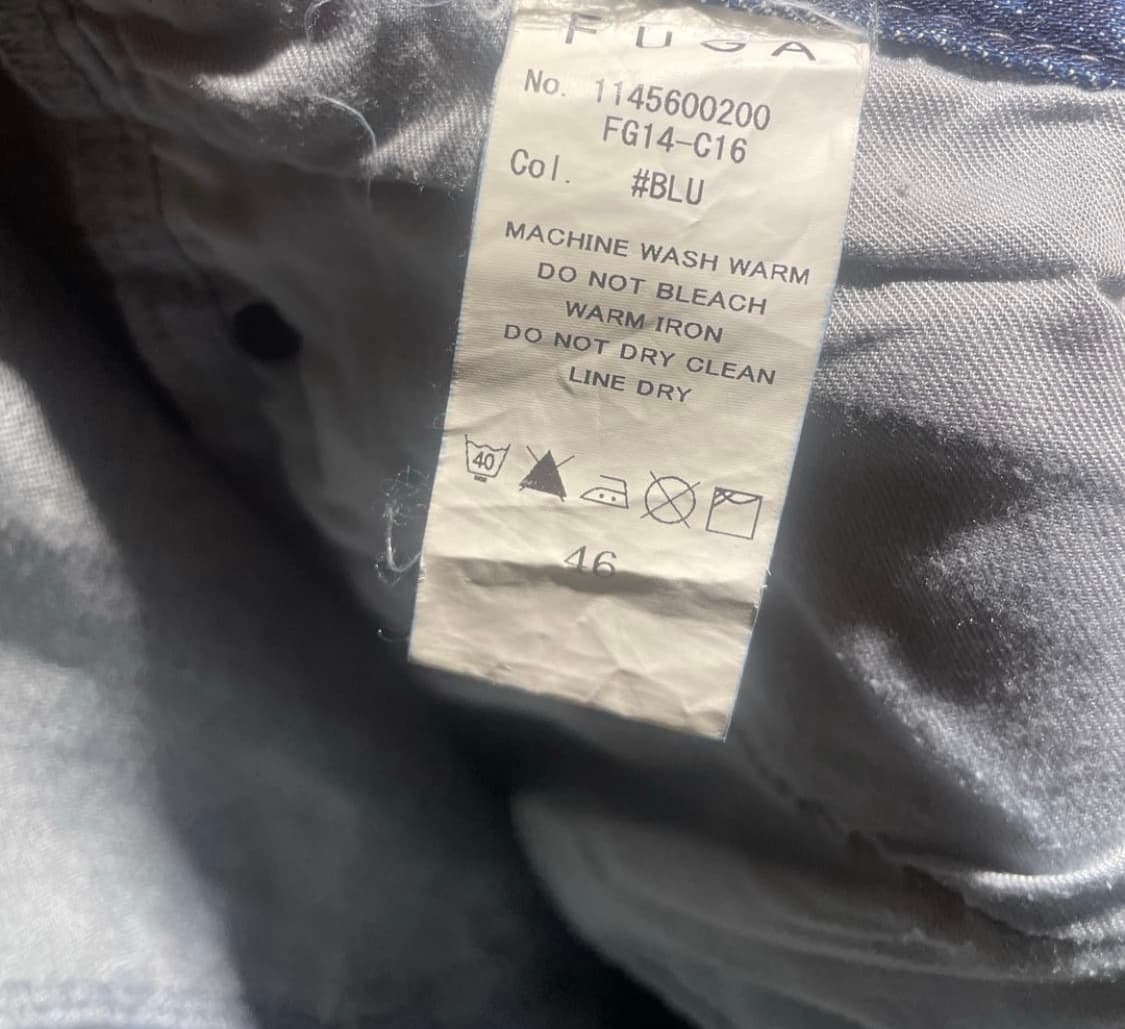 FUGA
No. 1145600200
FG14-C16
Col. #BLU
MACHINE WASH WARM
DO NOT BLEACH
WARM IRON
DO NOT DRY CLEAN
LINE DRY
40
46